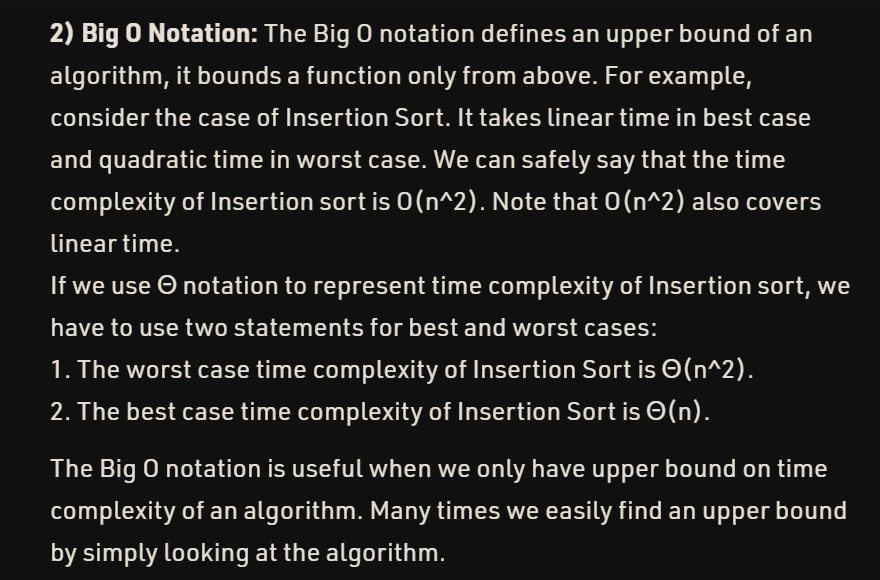 2) Big O Notation: The Big O notation defines an upper bound of an
algorithm, it bounds a function only from above. For example,
consider the case of Insertion Sort. It takes linear time in best case
and quadratic time in worst case. We can safely say that the time
complexity of Insertion sort is O(n^2). Note that O(n^2) also covers
linear time.
If we use Θ notation to represent time complexity of Insertion sort, we
have to use two statements for best and worst cases:
1. The worst case time complexity of Insertion Sort is Θ(n^2).
2. The best case time complexity of Insertion Sort is Θ(n).
The Big O notation is useful when we only have upper bound on time
complexity of an algorithm. Many times we easily find an upper bound
by simply looking at the algorithm.